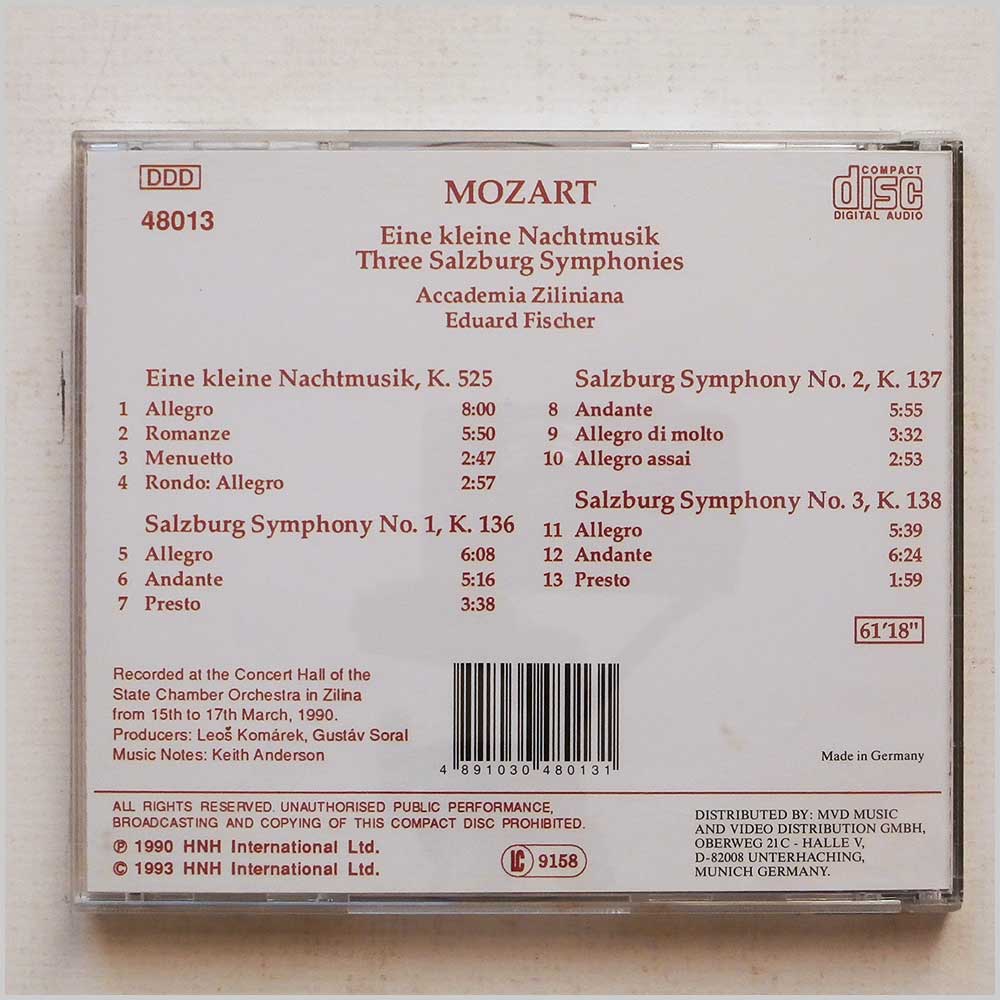 DDD
48013
MOZART
COMPACT
disc
DIGITAL AUDIO
Eine kleine Nachtmusik
Three Salzburg Symphonies
Accademia Ziliniana
Eduard Fischer
Eine kleine Nachtmusik, K. 525
1 Allegro 8:00
2 Romanze 5:50
3 Menuetto 2:47
4 Rondo: Allegro 2:57
Salzburg Symphony No. 1, K. 136
5 Allegro 6:08
6 Andante 5:16
7 Presto 3:38
Salzburg Symphony No. 2, K. 137
8 Andante 5:55
9 Allegro di molto 3:32
10 Allegro assai 2:53
Salzburg Symphony No. 3, K. 138
11 Allegro 5:39
12 Andante 6:24
13 Presto 1:59
61'18"
Recorded at the Concert Hall of the
State Chamber Orchestra in Zilina
from 15th to 17th March, 1990.
Producers: Leoš Komárek, Gustáv Soral
Music Notes: Keith Anderson
4 891030 480131
Made in Germany
ALL RIGHTS RESERVED. UNAUTHORISED PUBLIC PERFORMANCE,
BROADCASTING AND COPYING OF THIS COMPACT DISC PROHIBITED.
℗ 1990 HNH International Ltd.
© 1993 HNH International Ltd.
LC 9158
DISTRIBUTED BY: MVD MUSIC
AND VIDEO DISTRIBUTION GMBH,
OBERWEG 21C - HALLE V,
D-82008 UNTERHACHING,
MUNICH GERMANY.